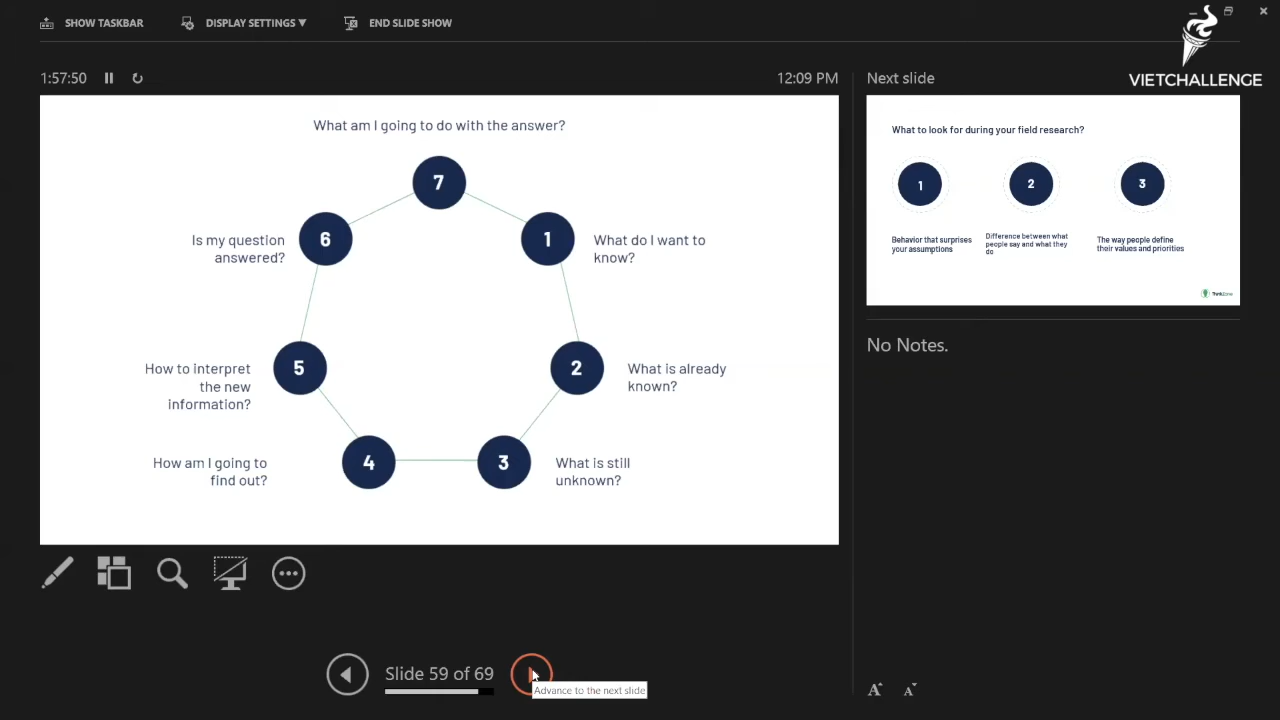 SHOW TASKBAR
DISPLAY SETTINGS ▼
END SLIDE SHOW
VIETCHALLENGE
1:57:50
12:09 PM
What am I going to do with the answer?
7
6
Is my question
answered?
1
What do I want to
know?
5
How to interpret
the new
information?
2
What is already
known?
4
How am I going to
find out?
3
What is still
unknown?
Next slide
What to look for during your field research?
1
2
3
Behavior that surprises
your assumptions
Difference between what
people say and what they
do
The way people define
their values and priorities
ThinkZone
No Notes.
Slide 59 of 69
Advance to the next slide
A A